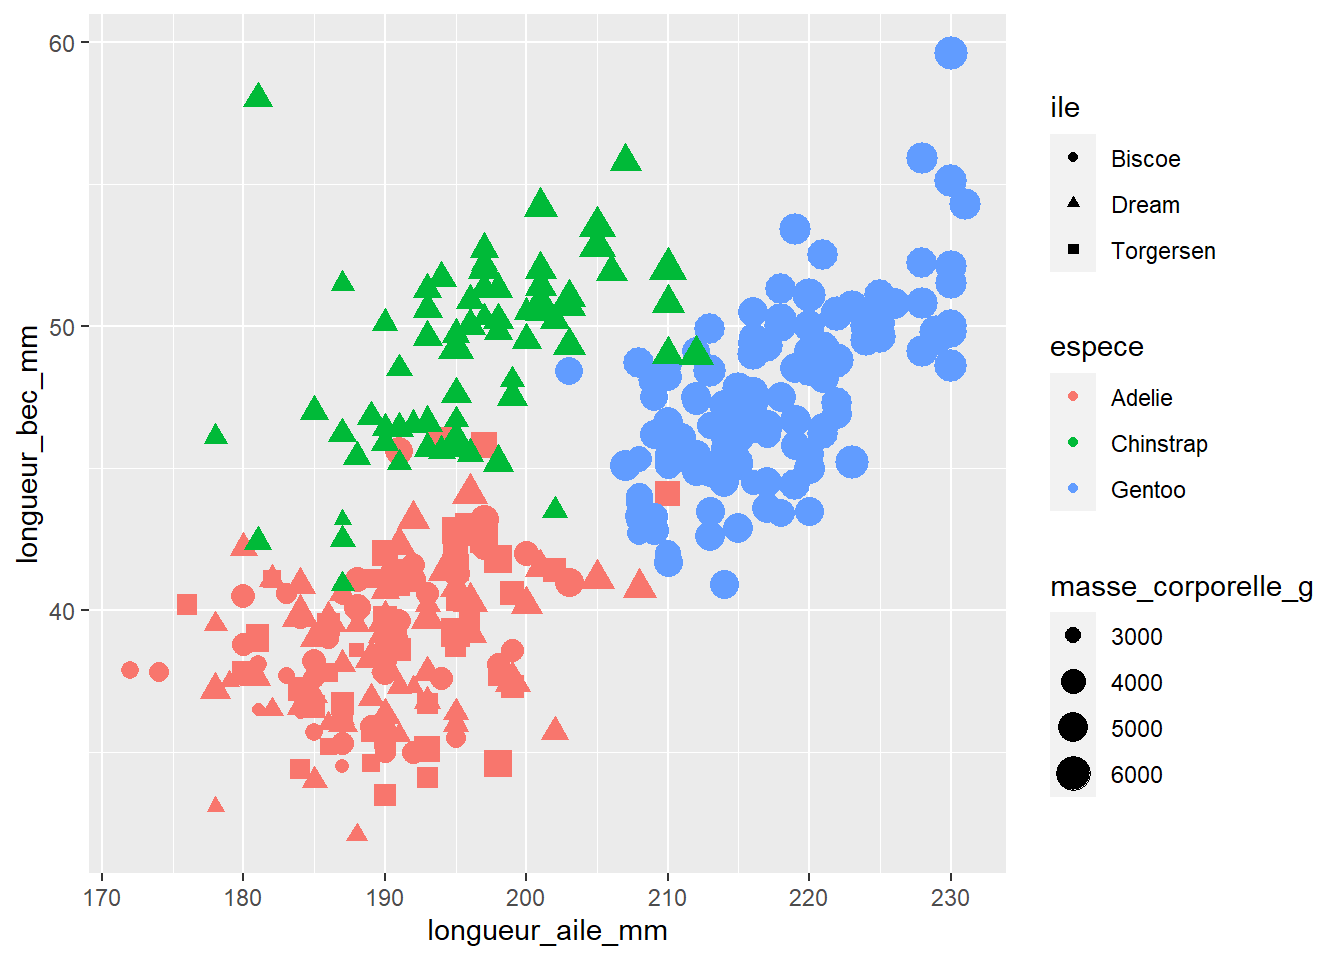 60
50
40
longueur_bec_mm
170 180 190 200 210 220 230
longueur_aile_mm
ile
Biscoe
Dream
Torgersen
espece
Adelie
Chinstrap
Gentoo
masse_corporelle_g
3000
4000
5000
6000